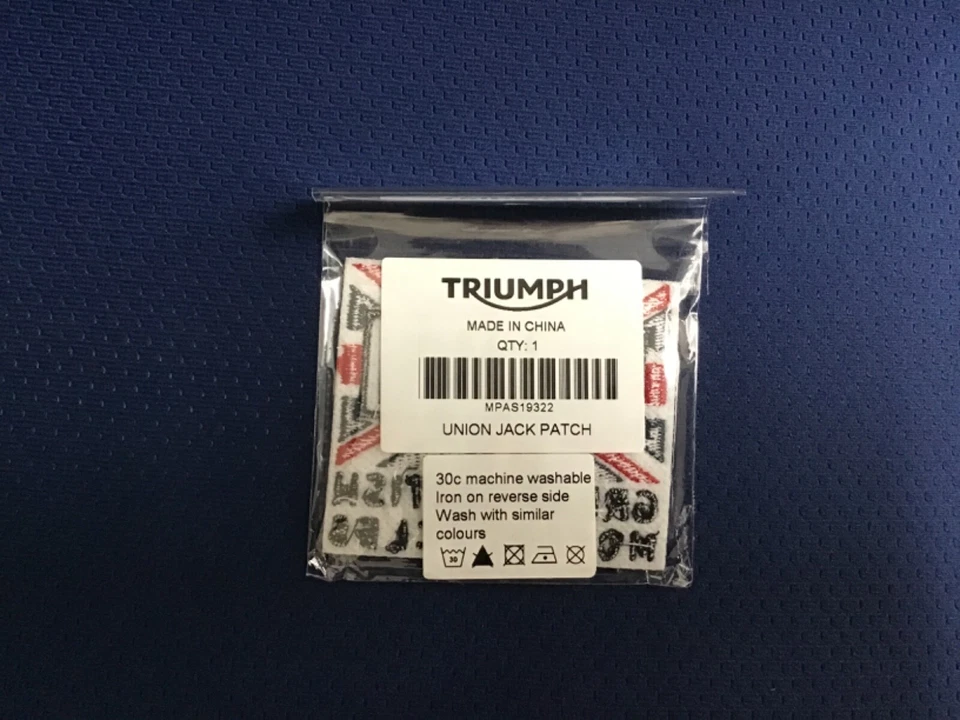 TRIUMPH
MADE IN CHINA
QTY: 1
MPAS19322
UNION JACK PATCH
30c machine washable
Iron on reverse side
Wash with similar
colours
30